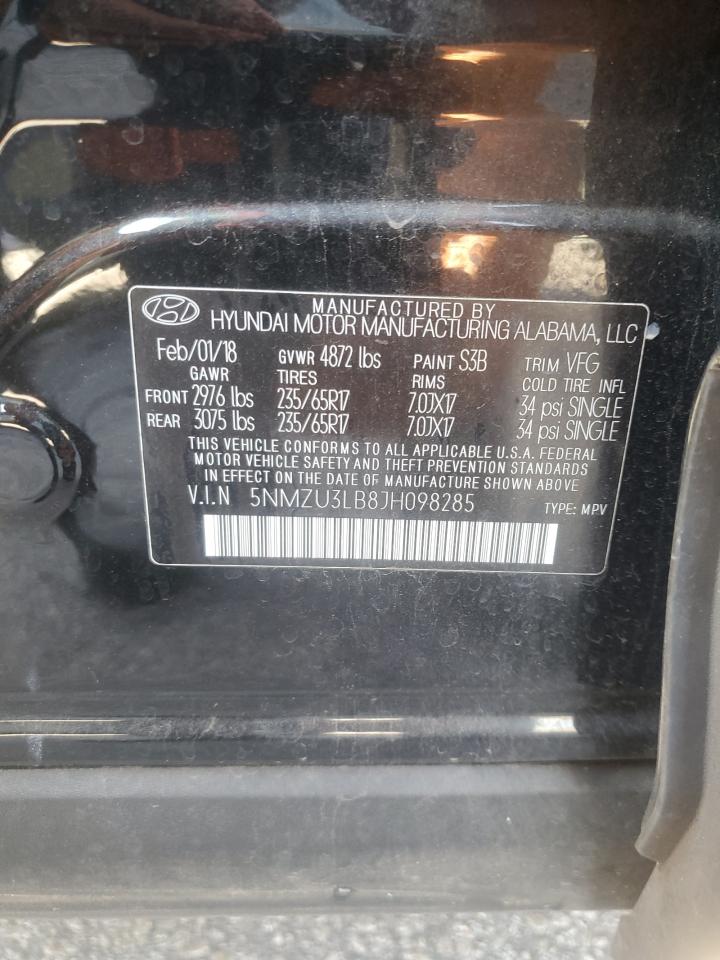 MANUFACTURED BY
HYUNDAI MOTOR MANUFACTURING ALABAMA, LLC
Feb/01/18 GVWR 4872 lbs PAINT S3B TRIM VFG
GAWR TIRES RIMS COLD TIRE INFL
FRONT 2976 lbs 235/65R17 7.0JX17 34 psi SINGLE
REAR 3075 lbs 235/65R17 7.0JX17 34 psi SINGLE
THIS VEHICLE CONFORMS TO ALL APPLICABLE U.S.A. FEDERAL
MOTOR VEHICLE SAFETY AND THEFT PREVENTION STANDARDS
IN EFFECT ON THE DATE OF MANUFACTURE SHOWN ABOVE
V.I.N 5NMZU3LB8JH098285 TYPE: MPV